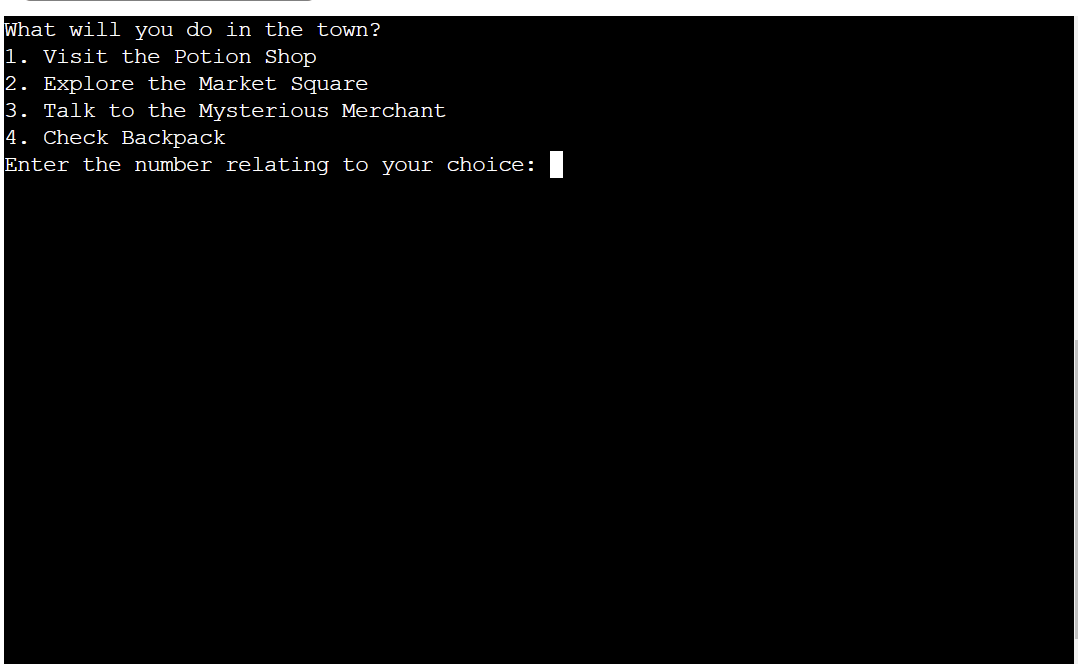 What will you do in the town?
1. Visit the Potion Shop
2. Explore the Market Square
3. Talk to the Mysterious Merchant
4. Check Backpack
Enter the number relating to your choice: